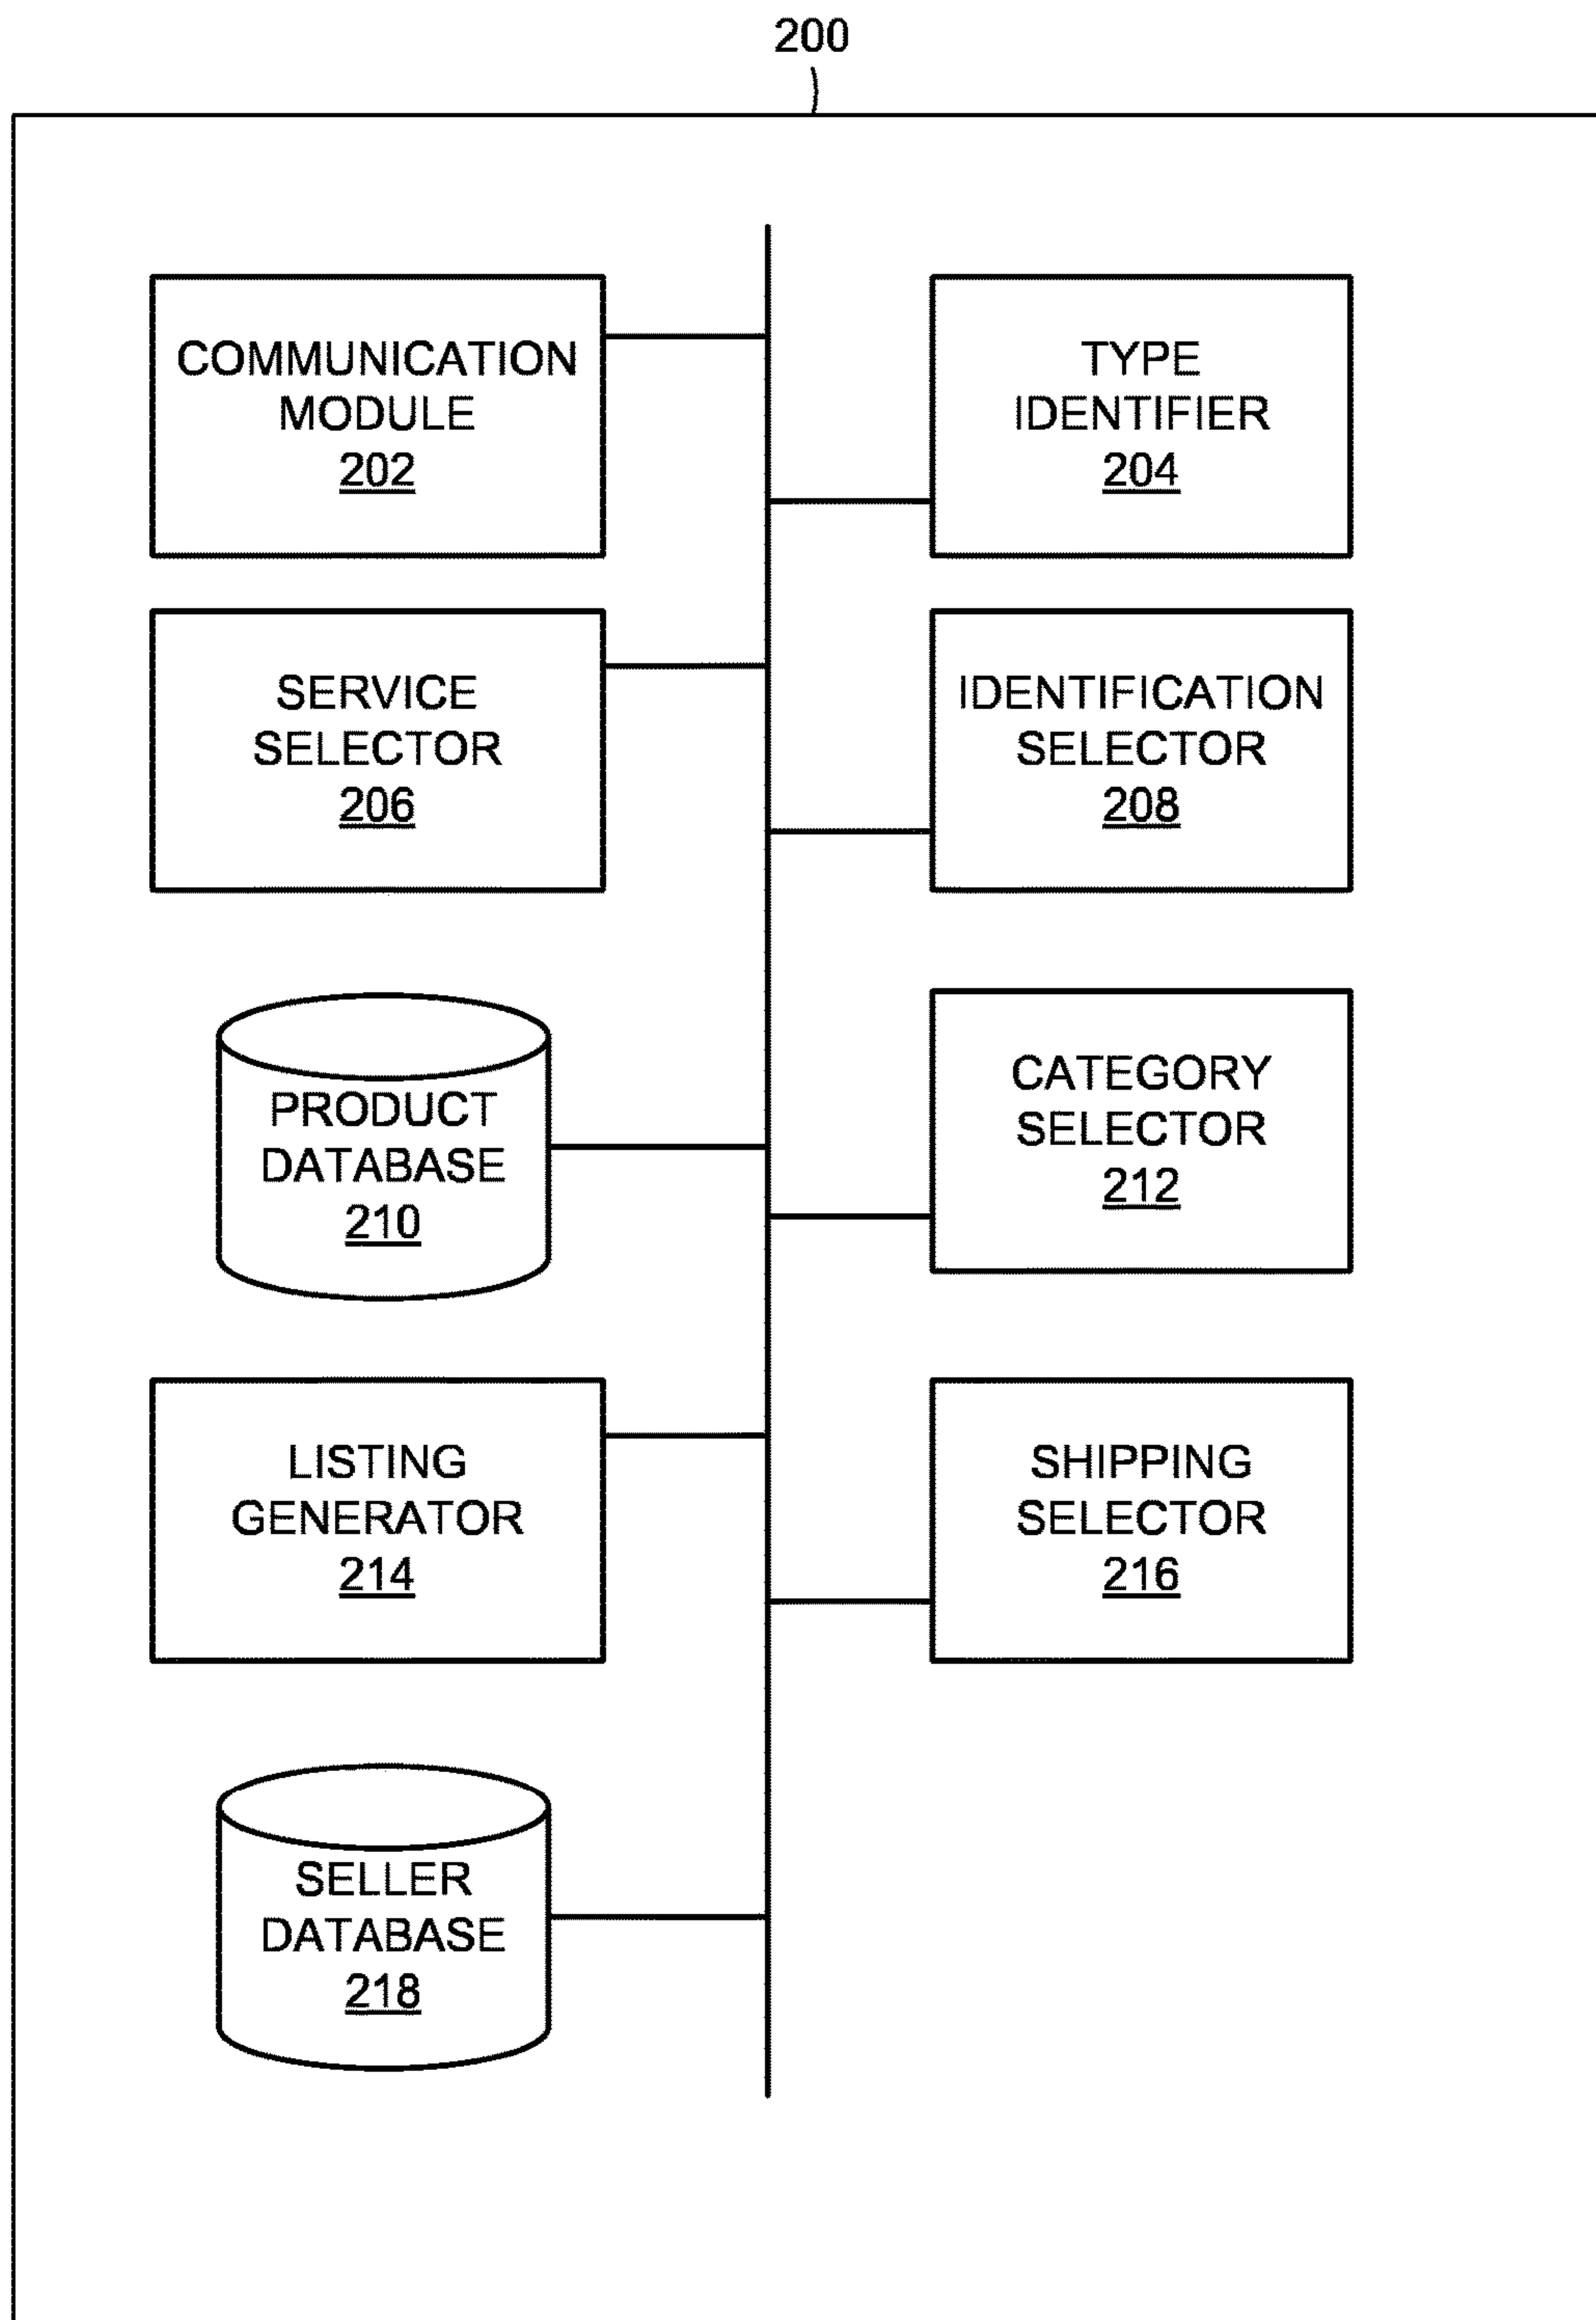 200
COMMUNICATION
MODULE
202
TYPE
IDENTIFIER
204
SERVICE
SELECTOR
206
IDENTIFICATION
SELECTOR
208
PRODUCT
DATABASE
210
CATEGORY
SELECTOR
212
LISTING
GENERATOR
214
SHIPPING
SELECTOR
216
SELLER
DATABASE
218